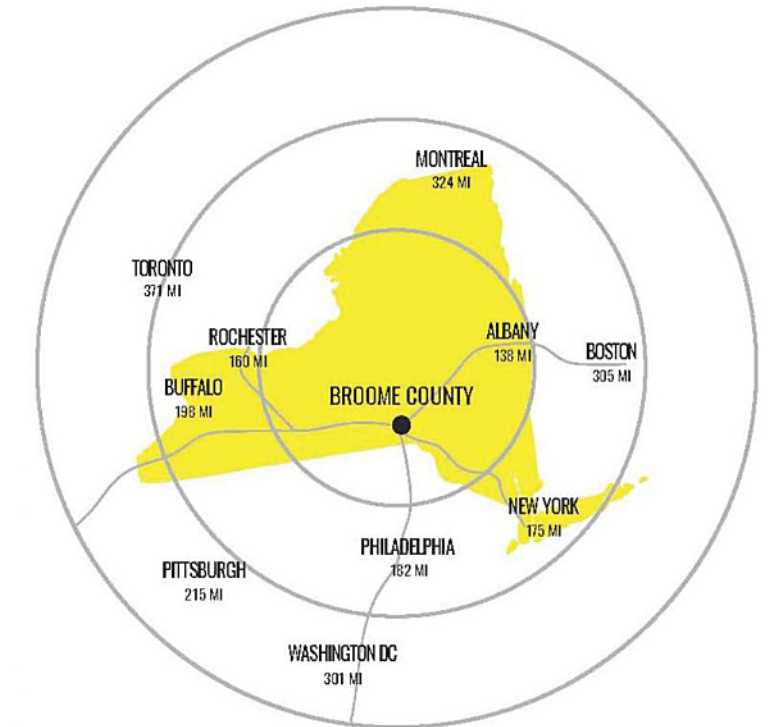 MONTREAL
324 MI
TORONTO
371 MI
ROCHESTER
160 MI
ALBANY
138 MI
BOSTON
305 MI
BUFFALO
198 MI
BROOME COUNTY
NEW YORK
175 MI
PHILADELPHIA
182 MI
PITTSBURGH
215 MI
WASHINGTON DC
301 MI